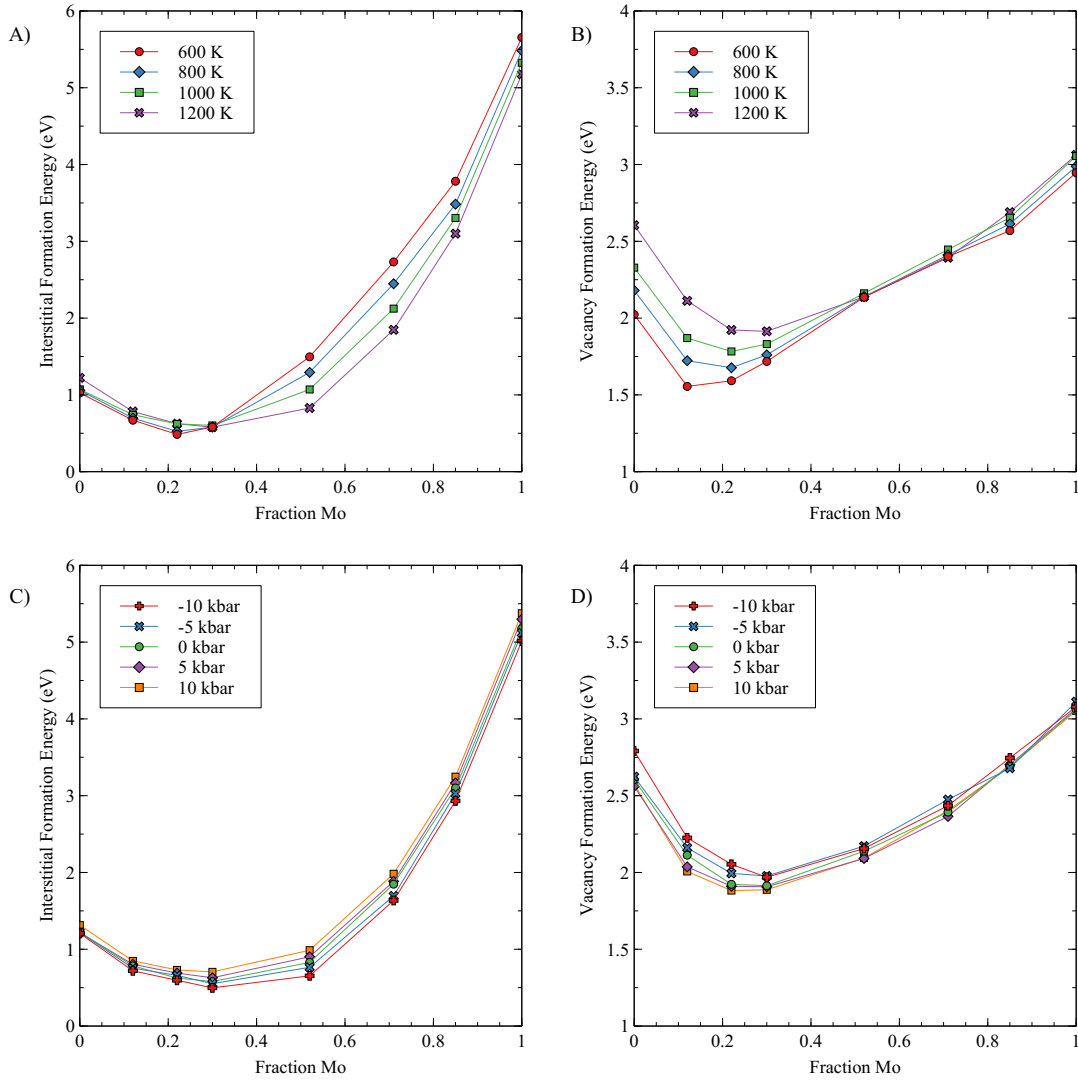 A)
600 K
800 K
1000 K
1200 K
Interstitial Formation Energy (eV)
6
5
4
3
2
1
0
0
0.2
0.4
0.6
0.8
1
Fraction Mo
B)
600 K
800 K
1000 K
1200 K
Vacancy Formation Energy (eV)
4
3.5
3
2.5
2
1.5
1
0
0.2
0.4
0.6
0.8
1
Fraction Mo
C)
-10 kbar
-5 kbar
0 kbar
5 kbar
10 kbar
Interstitial Formation Energy (eV)
6
5
4
3
2
1
0
0
0.2
0.4
0.6
0.8
1
Fraction Mo
D)
-10 kbar
-5 kbar
0 kbar
5 kbar
10 kbar
Vacancy Formation Energy (eV)
4
3.5
3
2.5
2
1.5
1
0
0.2
0.4
0.6
0.8
1
Fraction Mo